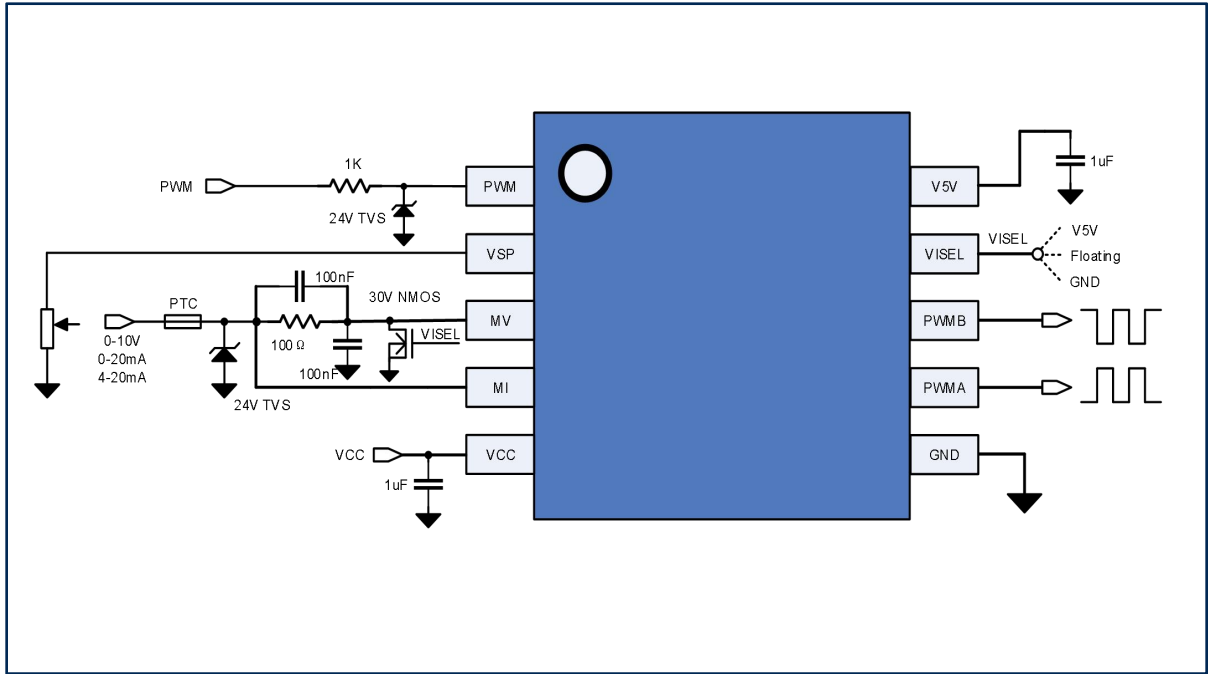 1K
PWM
PWM
24V TVS
VSP
100nF
30V NMOS
PTC
MV
VISEL
0-10V
0-20mA
4-20mA
100Ω
100nF
MI
24V TVS
VCC
VCC
1uF
V5V
1uF
VISEL
VISEL
V5V
Floating
GND
PWMB
PWMA
GND